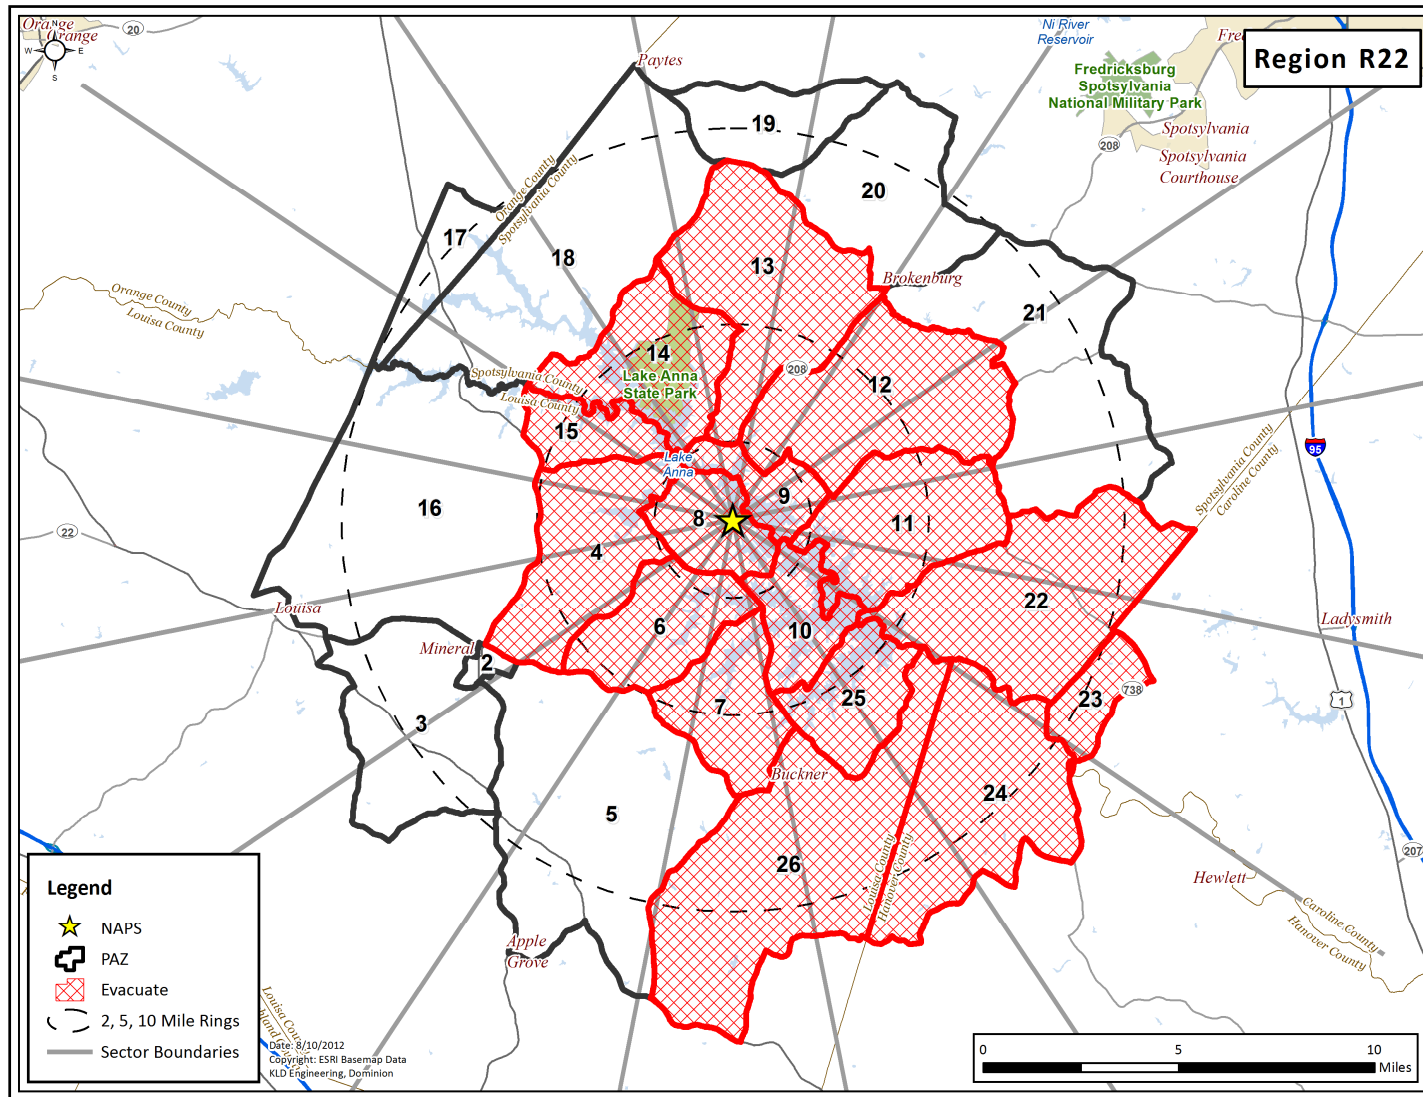 Orange
Orange
N
W
E
S
20
Paytes
Ni River
Reservoir
Region R22
Fredricksburg
Spotsylvania
National Military Park
Spotsylvania
208
Spotsylvania
Courthouse
19
20
Orange County
Spotsylvania County
17
18
13
Brokenburg
21
Orange County
Louisa County
14
208
Lake Anna
State Park
12
Spotsylvania County
Louisa County
15
Lake
Anna
95
Spotsylvania County
Caroline County
9
16
8
11
22
4
22
Louisa
6
10
Ladysmith
Mineral
2
738
1
25
23
7
3
Buckner
24
5
26
207
Louisa County
Hanover County
Hewlett
Caroline County
Hanover County
Apple
Grove
Legend
NAPS
PAZ
Evacuate
2, 5, 10 Mile Rings
Sector Boundaries
Louisa County
Date: 8/10/2012
Copyright: ESRI Basemap Data
KLD Engineering, Dominion
0
5
10
Miles